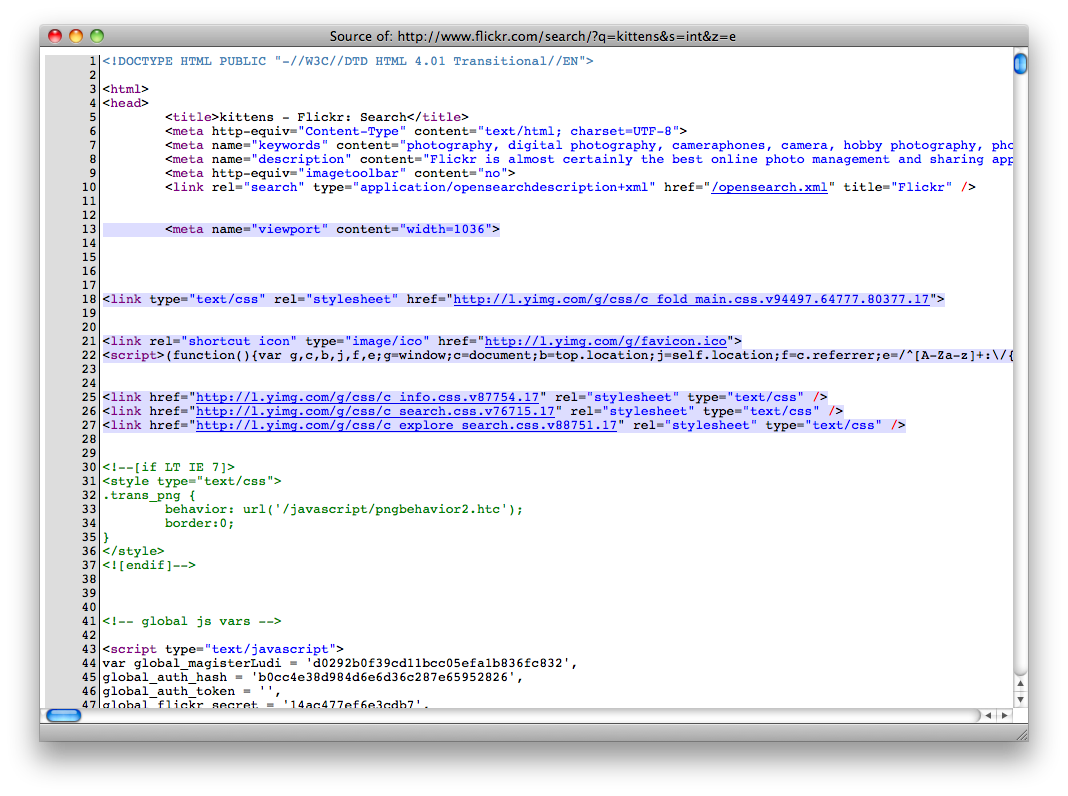 Source of: http://www.flickr.com/search/?q=kittens&s=int&z=e
1 <!DOCTYPE HTML PUBLIC "-//W3C//DTD HTML 4.01 Transitional//EN">
2
3 <html>
4 <head>
5 <title>kittens - Flickr: Search</title>
6 <meta http-equiv="Content-Type" content="text/html; charset=UTF-8">
7 <meta name="keywords" content="photography, digital photography, cameraphones, camera, hobby photography, pho
8 <meta name="description" content="Flickr is almost certainly the best online photo management and sharing app
9 <meta http-equiv="imagetoolbar" content="no">
10 <link rel="search" type="application/opensearchdescription+xml" href="/opensearch.xml" title="Flickr" />
11
12
13 <meta name="viewport" content="width=1036">
14
15
16
17
18 <link type="text/css" rel="stylesheet" href="http://l.yimg.com/g/css/c_fold_main.css.v94497.64777.80377.17">
19
20
21 <link rel="shortcut icon" type="image/ico" href="http://l.yimg.com/g/favicon.ico">
22 <script>(function(){var g,c,b,j,f,e;g=window;c=document;b=top.location;j=self.location;f=c.referrer;e=/^[A-Za-z]+:\/{
23
24
25 <link href="http://l.yimg.com/g/css/c_info.css.v87754.17" rel="stylesheet" type="text/css" />
26 <link href="http://l.yimg.com/g/css/c_search.css.v76715.17" rel="stylesheet" type="text/css" />
27 <link href="http://l.yimg.com/g/css/c_explore_search.css.v88751.17" rel="stylesheet" type="text/css" />
28
29
30 <!--[if LT IE 7]>
31 <style type="text/css">
32 .trans_png {
33 behavior: url('/javascript/pngbehavior2.htc');
34 border:0;
35 }
36 </style>
37 <![endif]-->
38
39
40
41 <!-- global js vars -->
42
43 <script type="text/javascript">
44 var global_magisterLudi = 'd0292b0f39cd11bcc05efa1b836fc832',
45 global_auth_hash = 'b0cc4e38d984d6e6d36c287e65952826',
46 global_auth_token = '',
47 global_flickr_secret = '14ac477ef6e3cdb7',